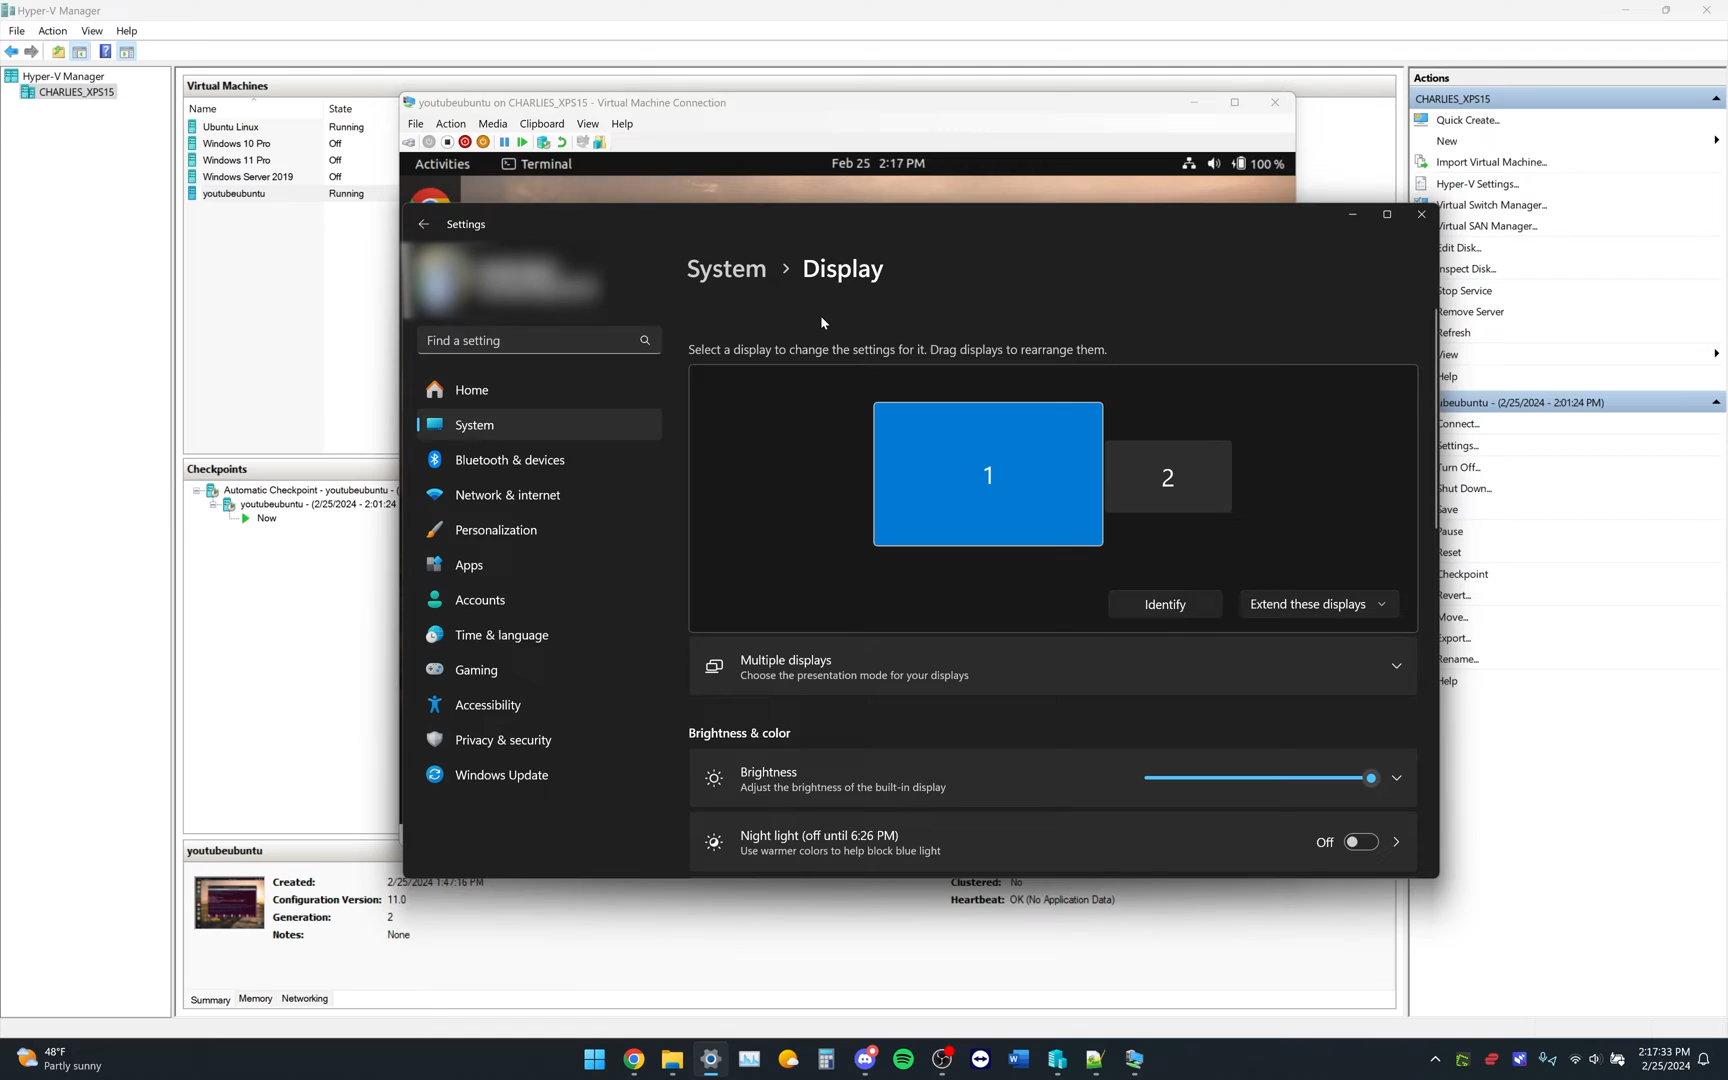 Hyper-V Manager
File Action View Help
Hyper-V Manager
CHARLIES_XPS15
Virtual Machines
Name State
Ubuntu Linux Running
Windows 10 Pro Off
Windows 11 Pro Off
Windows Server 2019 Off
youtubeubuntu Running
Checkpoints
Automatic Checkpoint - youtubeubuntu - (
youtubeubuntu - (2/25/2024 - 2:01:24
Now
youtubeubuntu
Created: 2/25/2024 1:47:16 PM
Configuration Version: 11.0
Generation: 2
Notes: None
Clustered: No
Heartbeat: OK (No Application Data)
Summary Memory Networking
youtubeubuntu on CHARLIES_XPS15 - Virtual Machine Connection
File Action Media Clipboard View Help
Activities Terminal Feb 25 2:17 PM 100 %
Settings
Find a setting
Home
System
Bluetooth & devices
Network & internet
Personalization
Apps
Accounts
Time & language
Gaming
Accessibility
Privacy & security
Windows Update
System > Display
Select a display to change the settings for it. Drag displays to rearrange them.
1
2
Identify
Extend these displays
Multiple displays
Choose the presentation mode for your displays
Brightness & color
Brightness
Adjust the brightness of the built-in display
Night light (off until 6:26 PM)
Use warmer colors to help block blue light
Off
Actions
CHARLIES_XPS15
Quick Create...
New
Import Virtual Machine...
Hyper-V Settings...
Virtual Switch Manager...
Virtual SAN Manager...
Edit Disk...
nspect Disk...
Stop Service
Remove Server
Refresh
View
Help
ubeubuntu - (2/25/2024 - 2:01:24 PM)
Connect...
Settings...
Turn Off...
Shut Down...
Save
Pause
Reset
Checkpoint
Revert...
Move...
Export...
Rename...
Help
48°F
Partly sunny
2:17:33 PM
2/25/2024